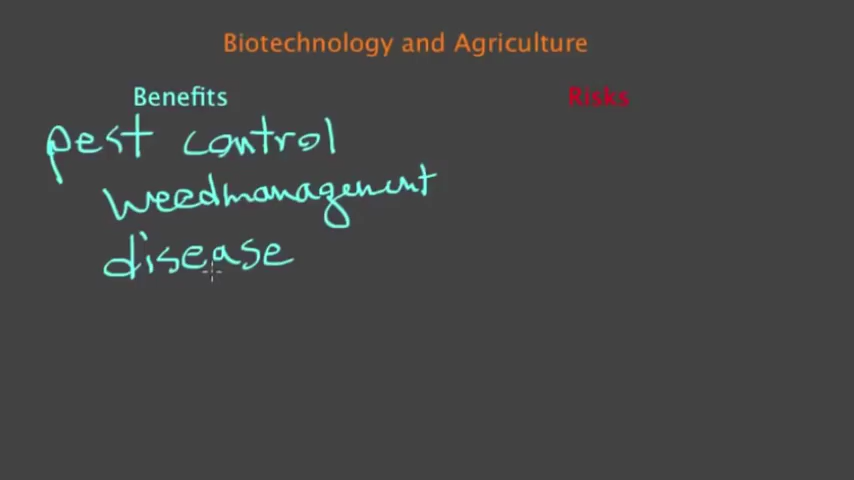 Biotechnology and Agriculture
Benefits
Risks
pest control
weedmanagement
disease